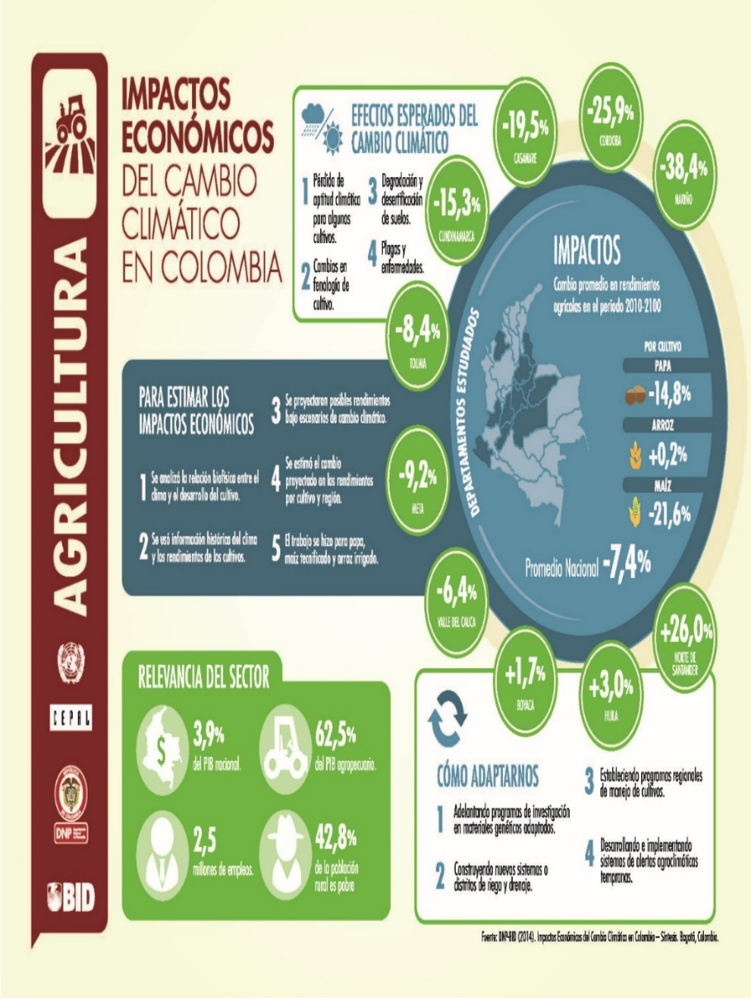 AGRICULTURA
CEPAL
DNP
BID
IMPACTOS
ECONÓMICOS
DEL CAMBIO
CLIMÁTICO
EN COLOMBIA
EFECTOS ESPERADOS DEL
CAMBIO CLIMÁTICO
1 Pérdida de
aptitud climática
para algunos
cultivos.
2 Cambios en
fenología de
cultivo.
3 Degradación y
desertificación
de suelos.
4 Plagas y
enfermedades.
PARA ESTIMAR LOS
IMPACTOS ECONÓMICOS
1 Se analizó la relación biofísica entre el
clima y el desarrollo del cultivo.
2 Se usó información histórica del clima
y los rendimientos de los cultivos.
3 Se proyectaron posibles rendimientos
bajo escenarios de cambio climático.
4 Se estimó el cambio
proyectado en los rendimientos
por cultivo y región.
5 El trabajo se hizo para papa,
maíz tecnificado y arroz irrigado.
-38,4%
NARIÑO
-25,9%
CORDOBA
-19,5%
CASANARE
-15,3%
CUNDINAMARCA
-8,4%
TOLIMA
-9,2%
META
-6,4%
VALLE DEL CAUCA
+1,7%
BOYACA
+3,0%
HUILA
+26,0%
NORTE DE
SANTANDER
DEPARTAMENTOS ESTUDIADOS
IMPACTOS
Cambio promedio en rendimientos
agrícolas en el periodo 2010-2100
POR CULTIVO
PAPA
-14,8%
ARROZ
+0,2%
MAÍZ
-21,6%
Promedio Nacional -7,4%
RELEVANCIA DEL SECTOR
3,9%
del PIB nacional.
62,5%
del PIB agropecuario.
2,5
millones de empleos.
42,8%
de la población
rural es pobre
CÓMO ADAPTARNOS
1 Adelantando programas de investigación
en materiales genéticos adaptados.
2 Construyendo nuevos sistemas o
distritos de riego y drenaje.
3 Estableciendo programas regionales
de manejo de cultivos.
4 Desarrollando e implementando
sistemas de alertas agroclimáticas
tempranas.
Fuente: DNP-BID (2014). Impactos Económicos del Cambio Climático en Colombia – Síntesis. Bogotá, Colombia.